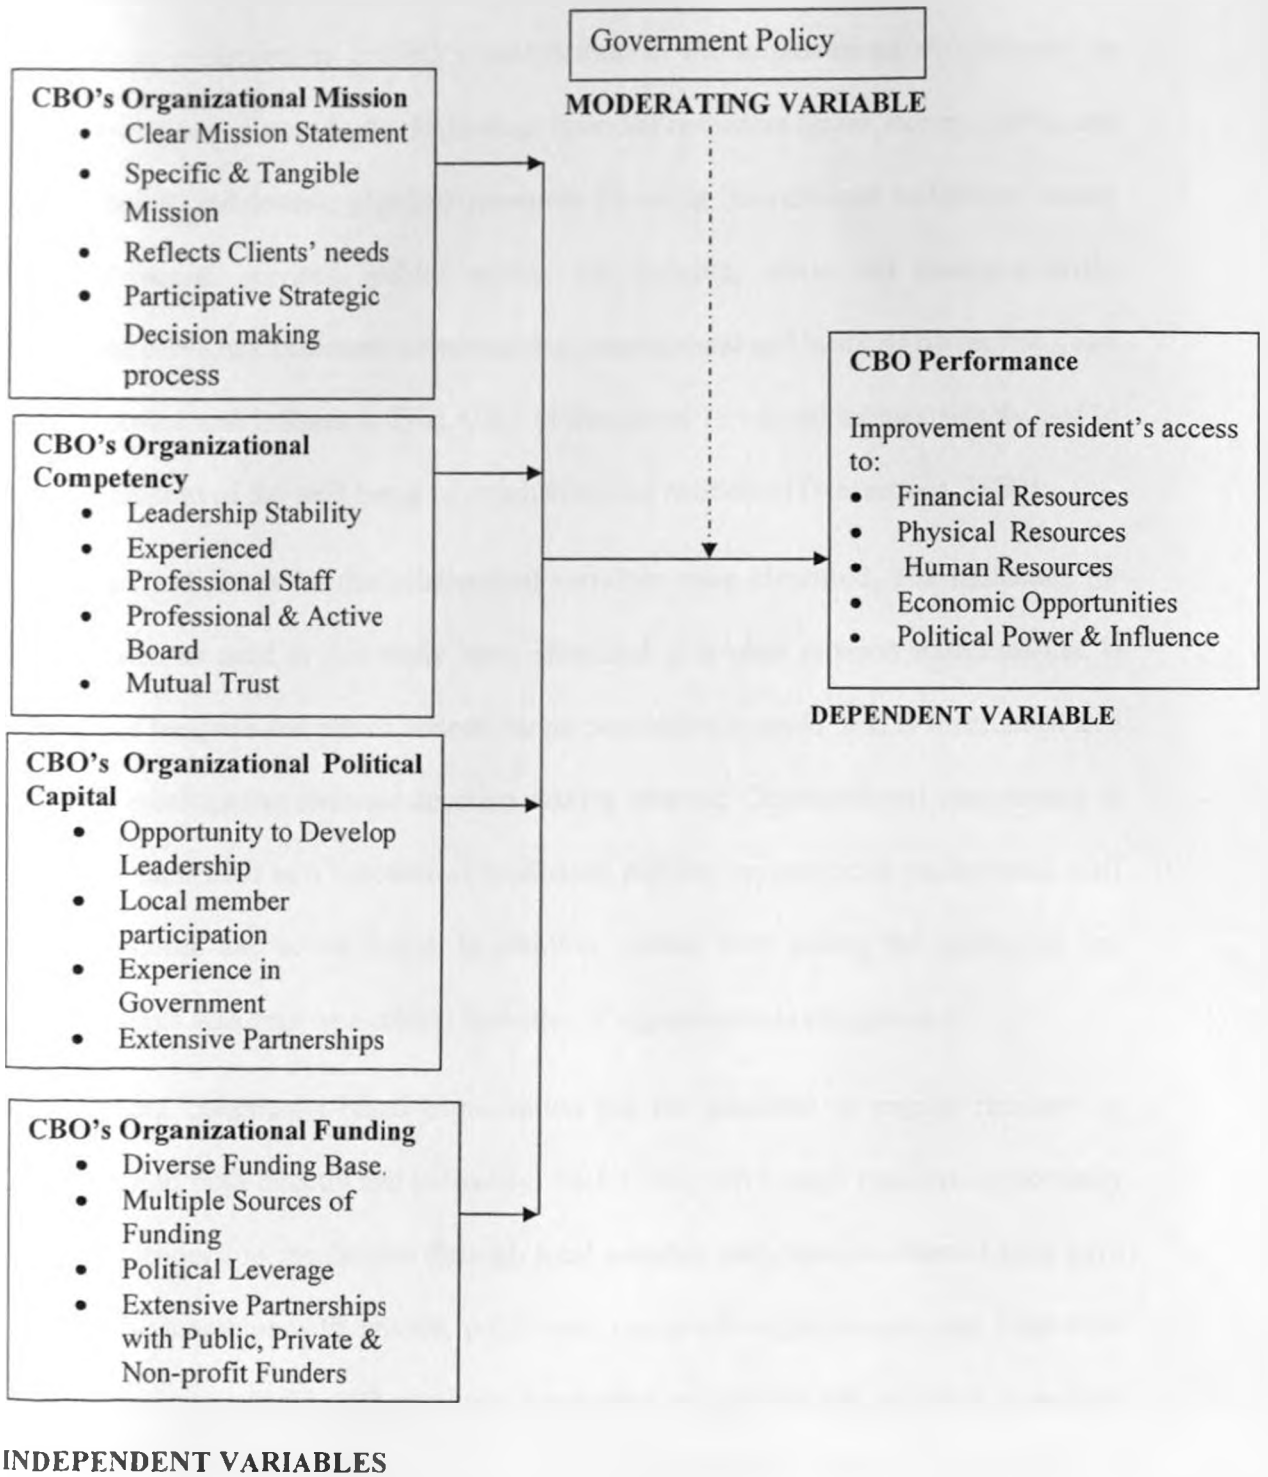 Government Policy
MODERATING VARIABLE
CBO's Organizational Mission
• Clear Mission Statement
• Specific & Tangible
Mission
• Reflects Clients' needs
• Participative Strategic
Decision making
process
CBO's Organizational
Competency
• Leadership Stability
• Experienced
Professional Staff
• Professional & Active
Board
• Mutual Trust
CBO's Organizational Political
Capital
• Opportunity to Develop
Leadership
• Local member
participation
• Experience in
Government
• Extensive Partnerships
CBO's Organizational Funding
• Diverse Funding Base.
• Multiple Sources of
Funding
• Political Leverage
• Extensive Partnerships
with Public, Private &
Non-profit Funders
INDEPENDENT VARIABLES
CBO Performance
Improvement of resident's access
to:
• Financial Resources
• Physical Resources
• Human Resources
• Economic Opportunities
• Political Power & Influence
DEPENDENT VARIABLE